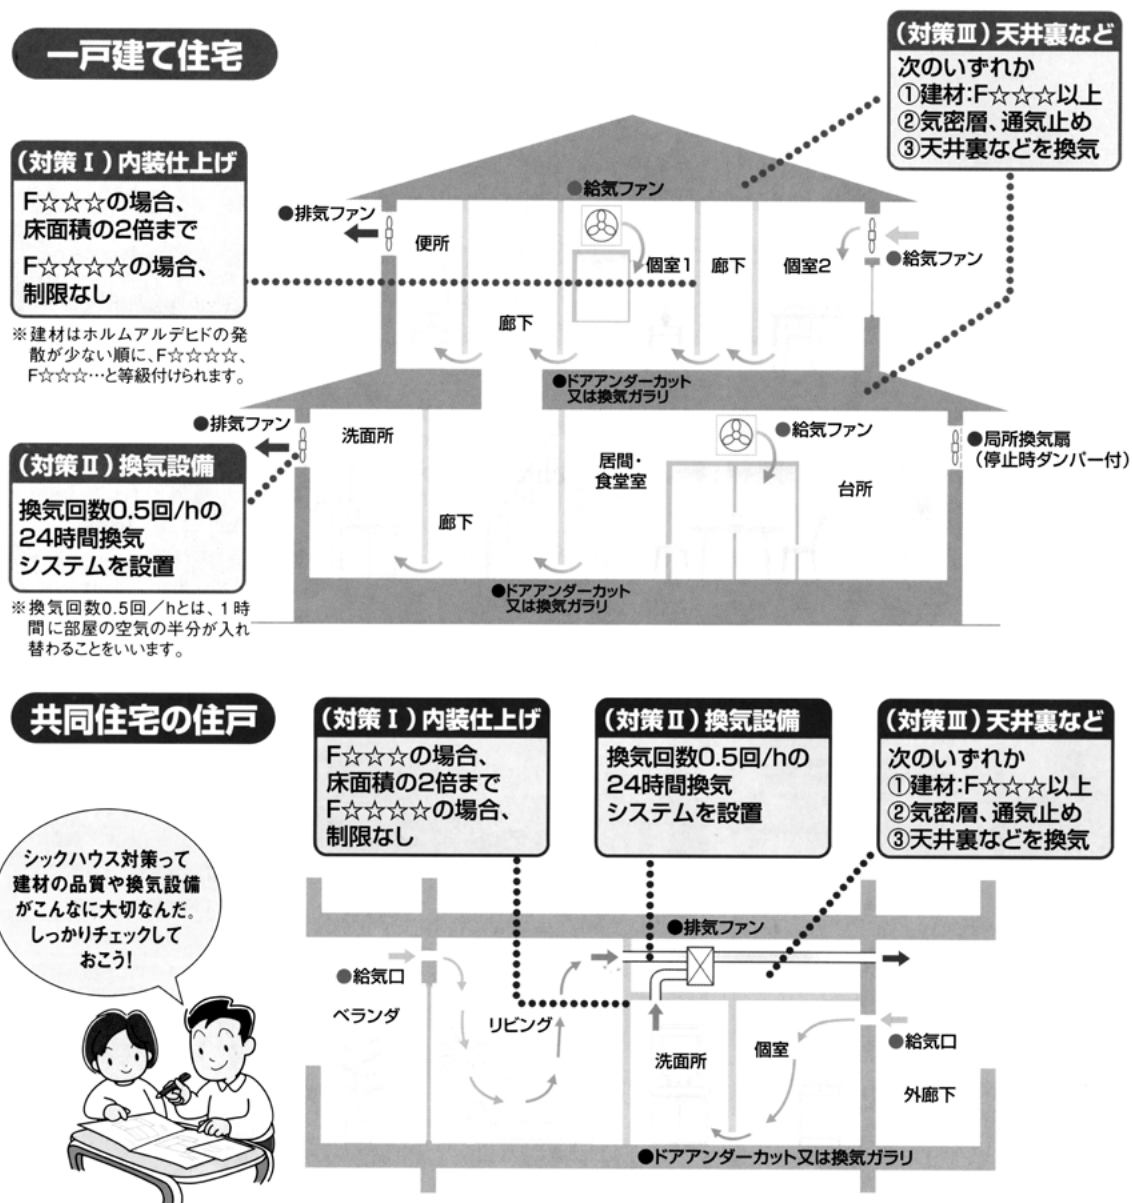 一戸建て住宅
(対策Ⅲ)天井裏など
次のいずれか
①建材:F☆☆☆以上
②気密層、通気止め
③天井裏などを換気
(対策Ⅰ)内装仕上げ
F☆☆☆の場合、
床面積の2倍まで
F☆☆☆☆の場合、
制限なし
※建材はホルムアルデヒドの発
散が少ない順に、F☆☆☆☆、
F☆☆☆…と等級付けられます。
●排気ファン
便所
●給気ファン
個室1
廊下
個室2
●給気ファン
廊下
●ドアアンダーカット
又は換気ガラリ
●排気ファン
洗面所
(対策Ⅱ)換気設備
換気回数0.5回/hの
24時間換気
システムを設置
※換気回数0.5回/hとは、1時
間に部屋の空気の半分が入れ
替わることをいいます。
廊下
居間・
食堂室
●給気ファン
台所
●局所換気扇
(停止時ダンパー付)
●ドアアンダーカット
又は換気ガラリ
共同住宅の住戸
(対策Ⅰ)内装仕上げ
F☆☆☆の場合、
床面積の2倍まで
F☆☆☆☆の場合、
制限なし
(対策Ⅱ)換気設備
換気回数0.5回/hの
24時間換気
システムを設置
(対策Ⅲ)天井裏など
次のいずれか
①建材:F☆☆☆以上
②気密層、通気止め
③天井裏などを換気
シックハウス対策って
建材の品質や換気設備
がこんなに大切なんだ。
しっかりチェックして
おこう!
●排気ファン
●給気口
ベランダ
リビング
洗面所
個室
●給気口
外廊下
●ドアアンダーカット又は換気ガラリ